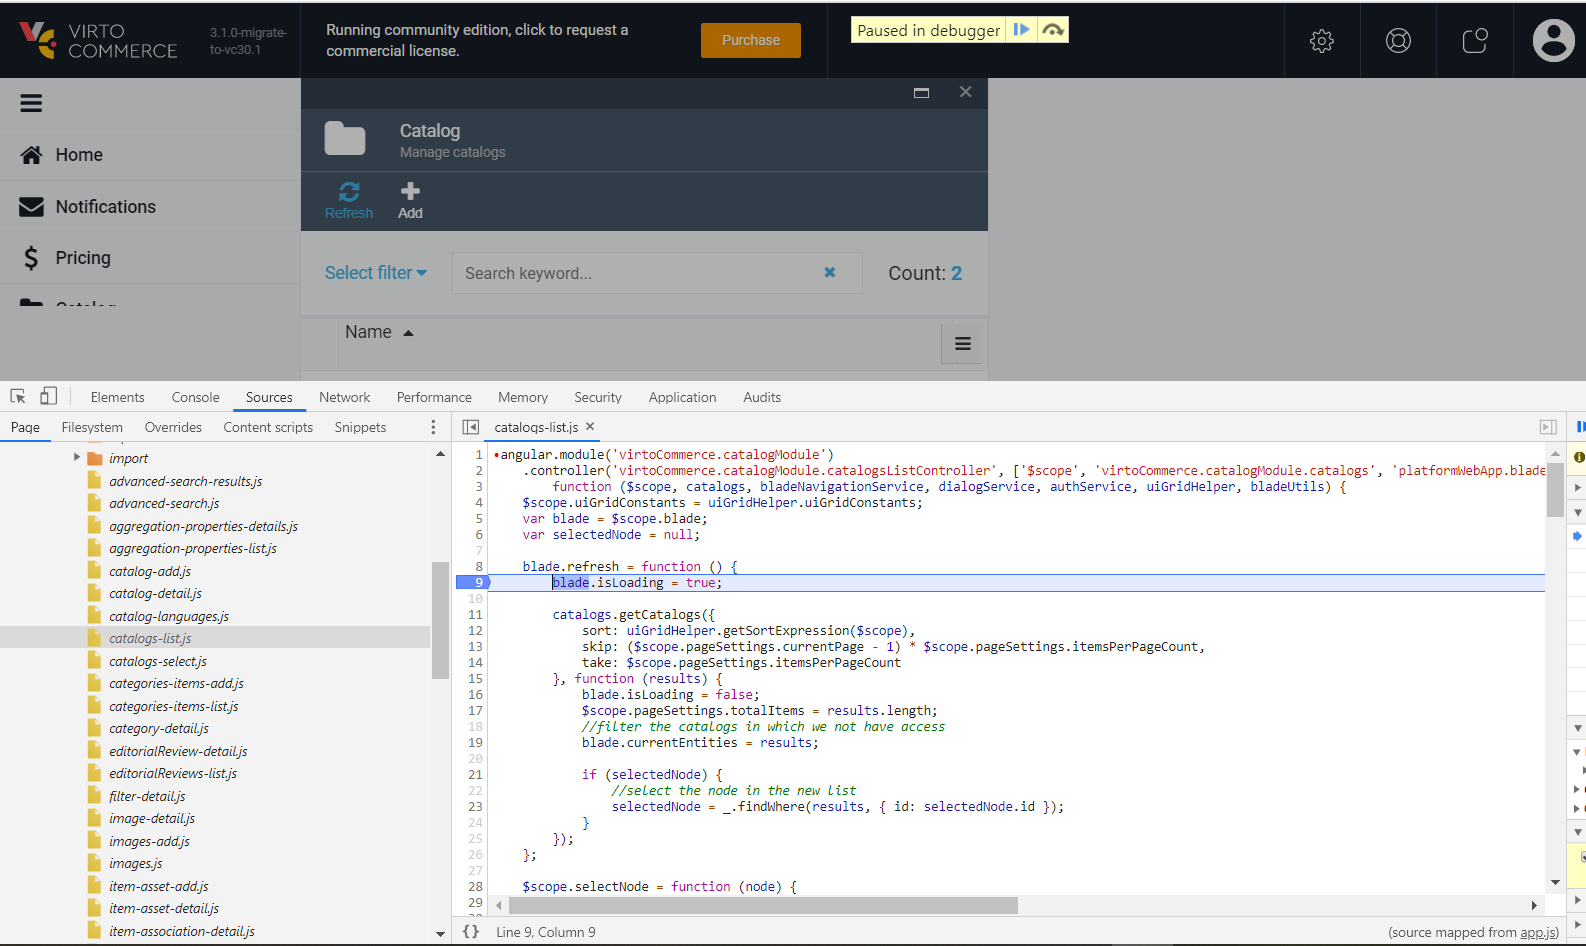 VIRTO
COMMERCE
3.1.0-migrate-
to-vc30.1
Running community edition, click to request a
commercial license.
Purchase
Paused in debugger
Home
Notifications
Pricing
Catalog
Catalog
Manage catalogs
Refresh
Add
Select filter
Search keyword...
Count: 2
Name
Elements Console Sources Network Performance Memory Security Application Audits
Page Filesystem Overrides Content scripts Snippets
catalogs-list.js
import
advanced-search-results.js
advanced-search.js
aggregation-properties-details.js
aggregation-properties-list.js
catalog-add.js
catalog-detail.js
catalog-languages.js
catalogs-list.js
catalogs-select.js
categories-items-add.js
categories-items-list.js
category-detail.js
editorialReview-detail.js
editorialReviews-list.js
filter-detail.js
image-detail.js
images-add.js
images.js
item-asset-add.js
item-asset-detail.js
item-association-detail.js
1 angular.module('virtoCommerce.catalogModule')
2 .controller('virtoCommerce.catalogModule.catalogsListController', ['$scope', 'virtoCommerce.catalogModule.catalogs', 'platformWebApp.blade
3 function ($scope, catalogs, bladeNavigationService, dialogService, authService, uiGridHelper, bladeUtils) {
4 $scope.uiGridConstants = uiGridHelper.uiGridConstants;
5 var blade = $scope.blade;
6 var selectedNode = null;
7
8 blade.refresh = function () {
9 blade.isLoading = true;
10
11 catalogs.getCatalogs({
12 sort: uiGridHelper.getSortExpression($scope),
13 skip: ($scope.pageSettings.currentPage - 1) * $scope.pageSettings.itemsPerPageCount,
14 take: $scope.pageSettings.itemsPerPageCount
15 }, function (results) {
16 blade.isLoading = false;
17 $scope.pageSettings.totalItems = results.length;
18 //filter the catalogs in which we not have access
19 blade.currentEntities = results;
20
21 if (selectedNode) {
22 //select the node in the new list
23 selectedNode = _.findWhere(results, { id: selectedNode.id });
24 }
25 });
26 };
27
28 $scope.selectNode = function (node) {
29
{} Line 9, Column 9
(source mapped from app.js)